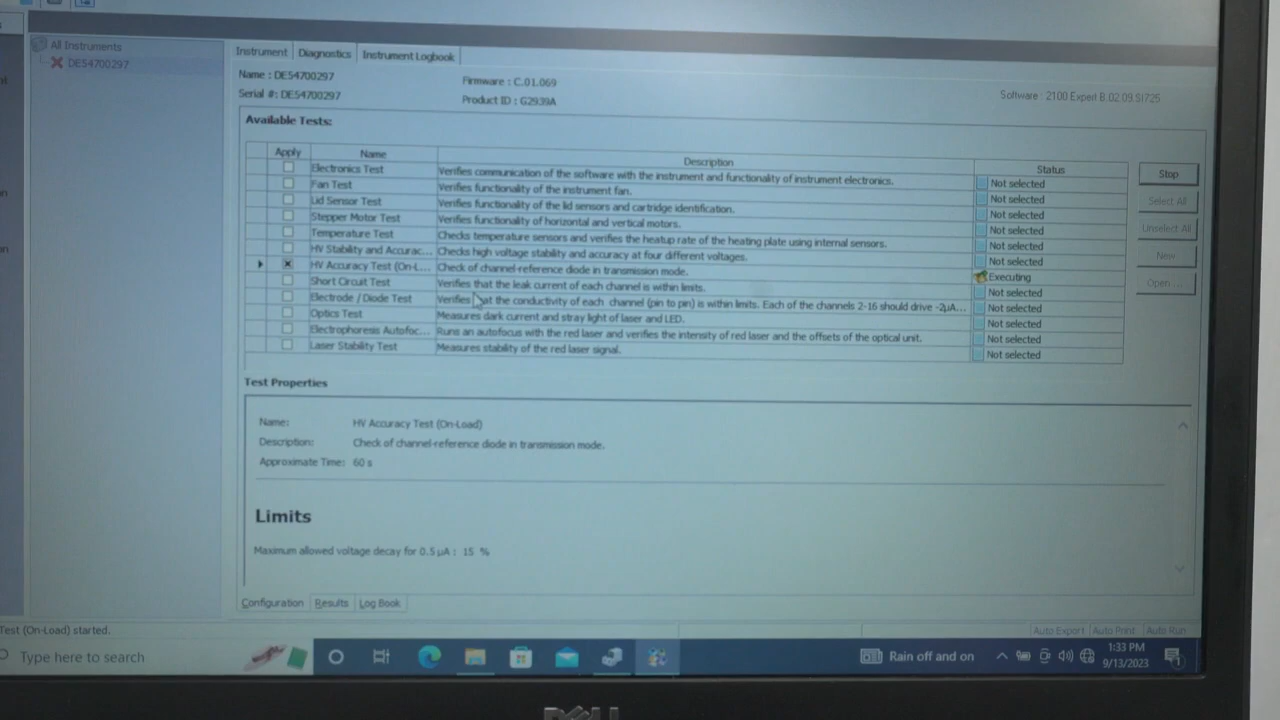 All Instruments
DE54700297
Instrument Diagnostics Instrument Logbook
Name : DE54700297
Firmware : C.01.069
Serial #: DE54700297
Product ID : G2939A
Software : 2100 Expert B.02.09.SI725
Available Tests:
Apply Name Description Status
Electronics Test Verifies communication of the software with the instrument and functionality of instrument electronics. Not selected
Fan Test Verifies functionality of the instrument fan. Not selected
Lid Sensor Test Verifies functionality of the lid sensors and cartridge identification. Not selected
Stepper Motor Test Verifies functionality of horizontal and vertical motors. Not selected
Temperature Test Checks temperature sensors and verifies the heatup rate of the heating plate using internal sensors. Not selected
HV Stability and Accurac... Checks high voltage stability and accuracy at four different voltages. Not selected
HV Accuracy Test (On-L... Check of channel-reference diode in transmission mode. Executing
Short Circuit Test Verifies that the leak current of each channel is within limits. Not selected
Electrode / Diode Test Verifies that the conductivity of each channel (pin to pin) is within limits. Each of the channels 2-16 should drive -2µA... Not selected
Optics Test Measures dark current and stray light of laser and LED. Not selected
Electrophoresis Autofoc... Runs an autofocus with the red laser and verifies the intensity of red laser and the offsets of the optical unit. Not selected
Laser Stability Test Measures stability of the red laser signal. Not selected
Stop
Select All
Unselect All
New
Open ...
Test Properties
Name: HV Accuracy Test (On-Load)
Description: Check of channel-reference diode in transmission mode.
Approximate Time: 60 s
Limits
Maximum allowed voltage decay for 0.5 µA : 15 %
Configuration Results Log Book
Test (On-Load) started.
Auto Export Auto Print Auto Run
Type here to search
Rain off and on
1:33 PM
9/13/2023
DELL